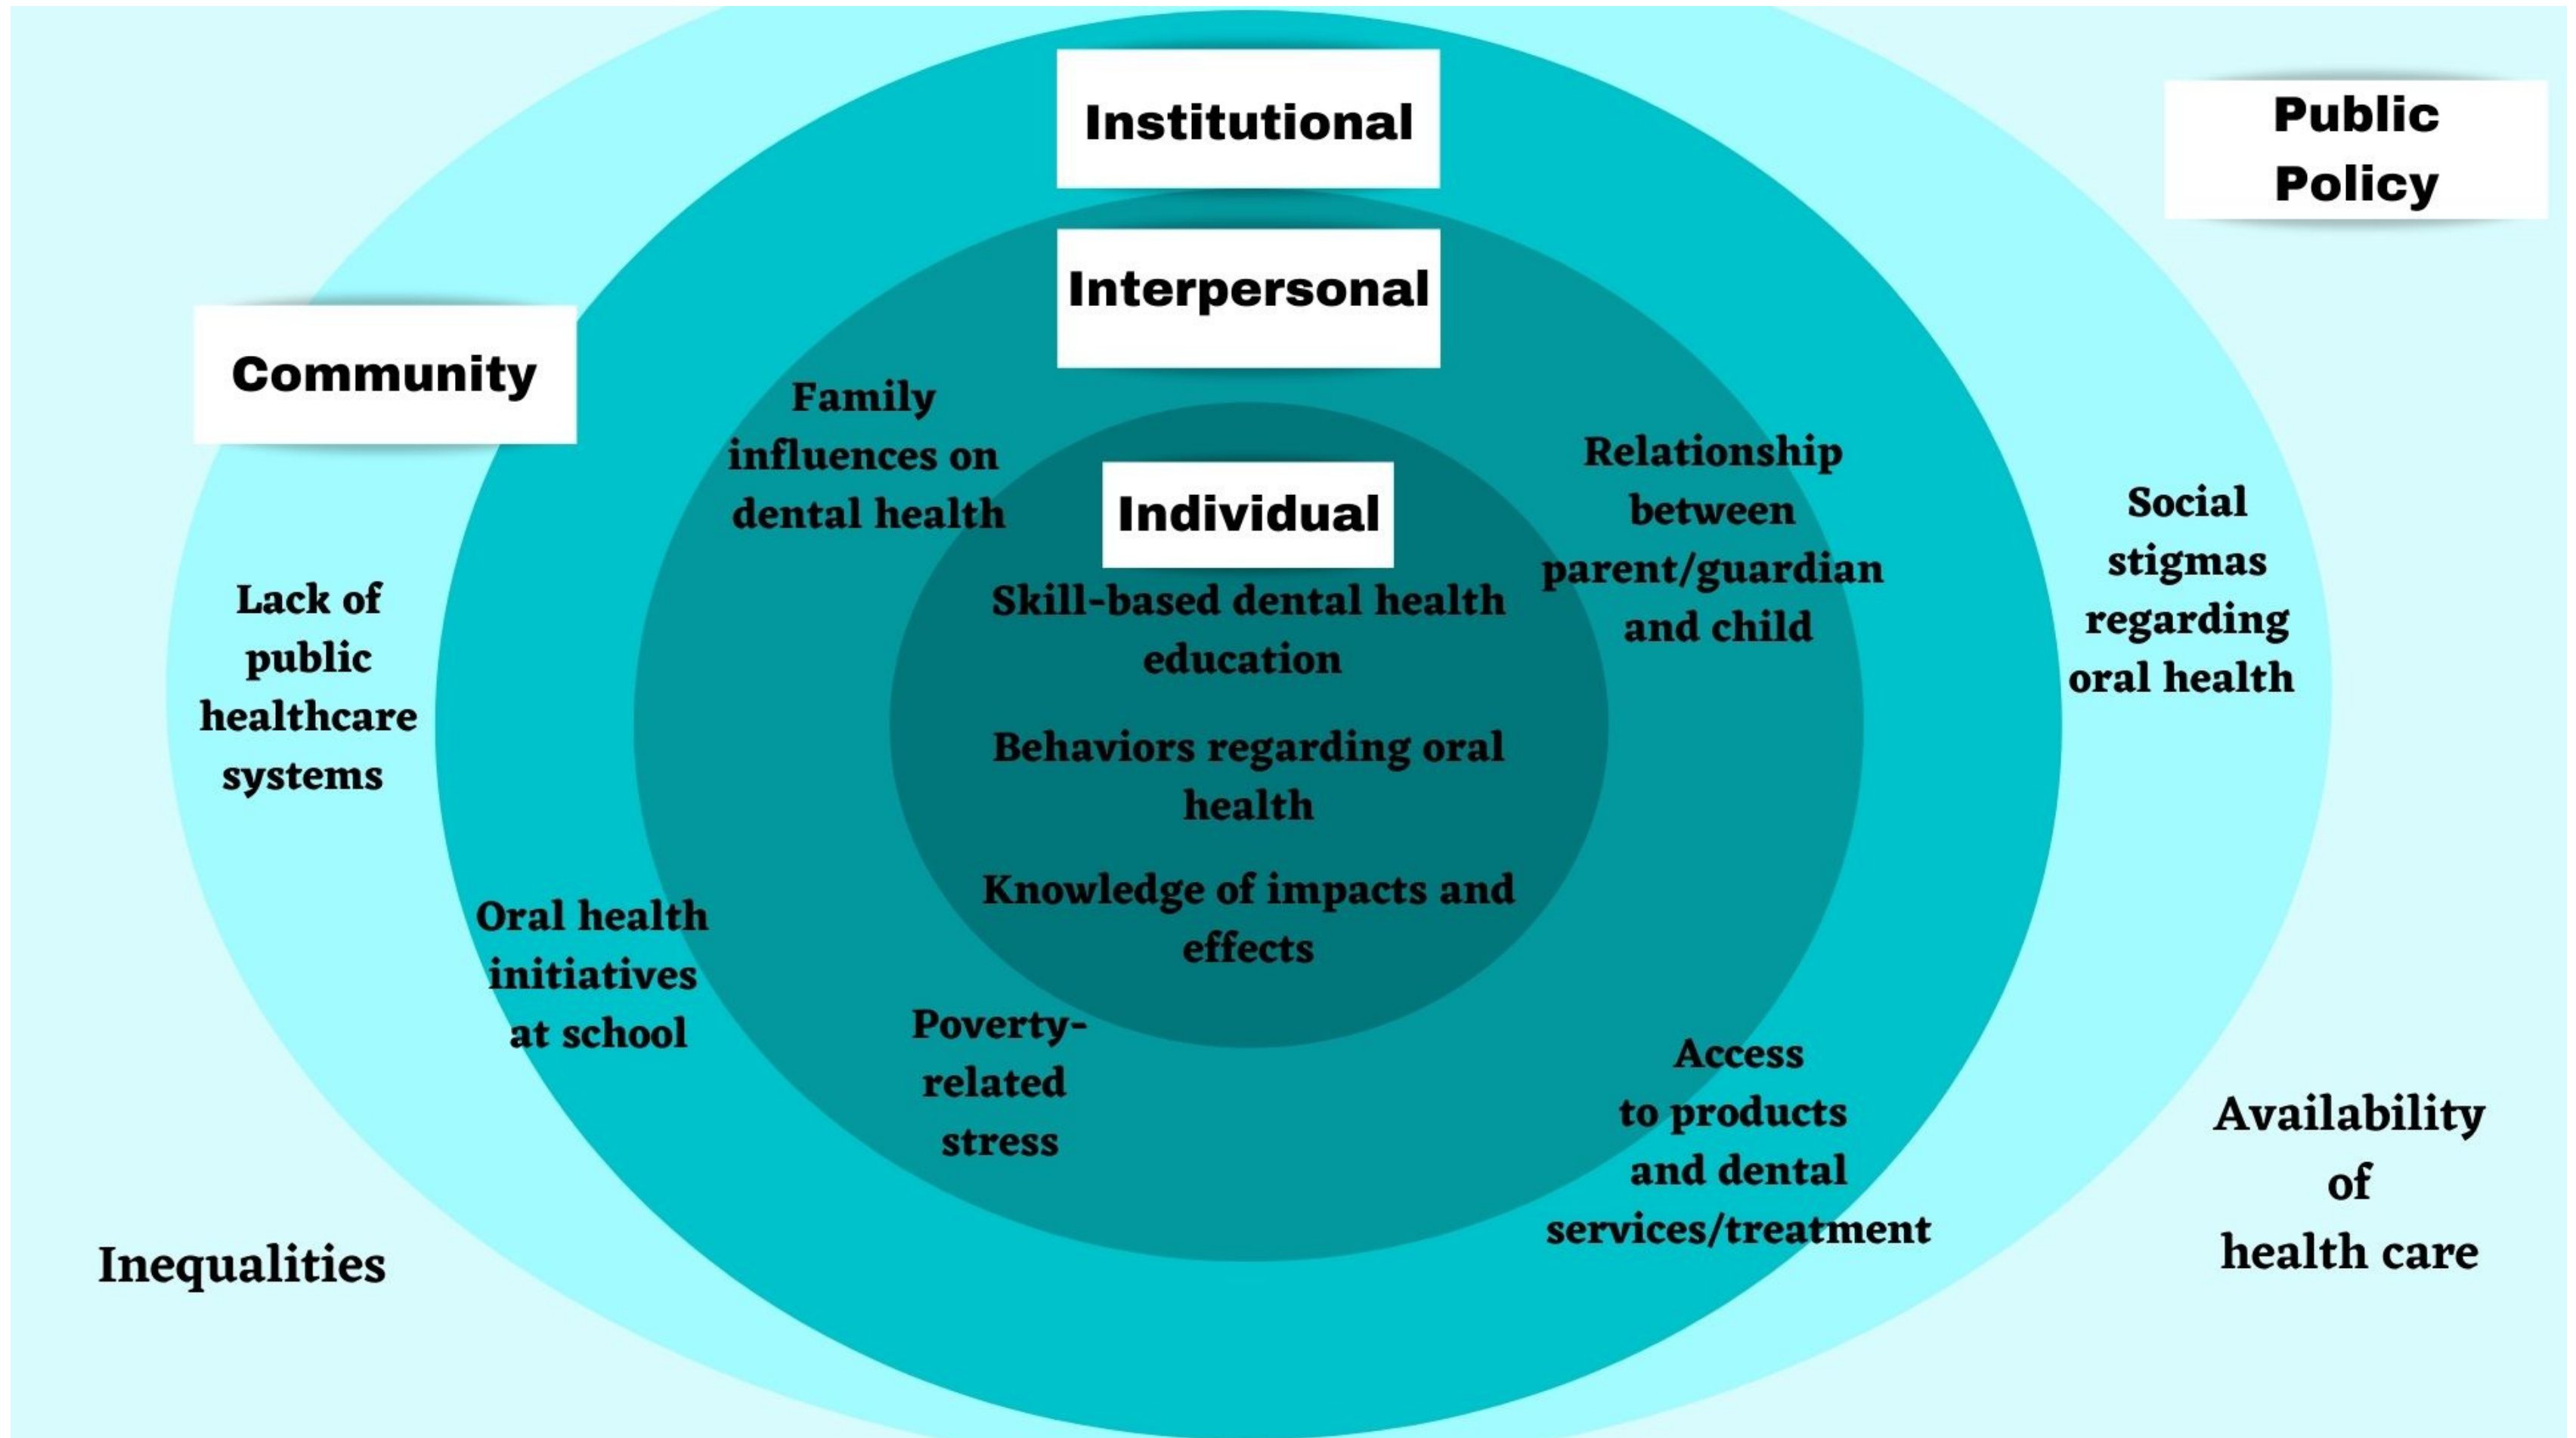 Institutional
Public
Policy
Interpersonal
Community
Family
influences on
dental health
Relationship
between
parent/guardian
and child
Individual
Skill-based dental health
education
Social
stigmas
regarding
oral health
Lack of
public
healthcare
systems
Behaviors regarding oral
health
Knowledge of impacts and
effects
Oral health
initiatives
at school
Poverty-
related
stress
Access
to products
and dental
services/treatment
Availability
of
health care
Inequalities